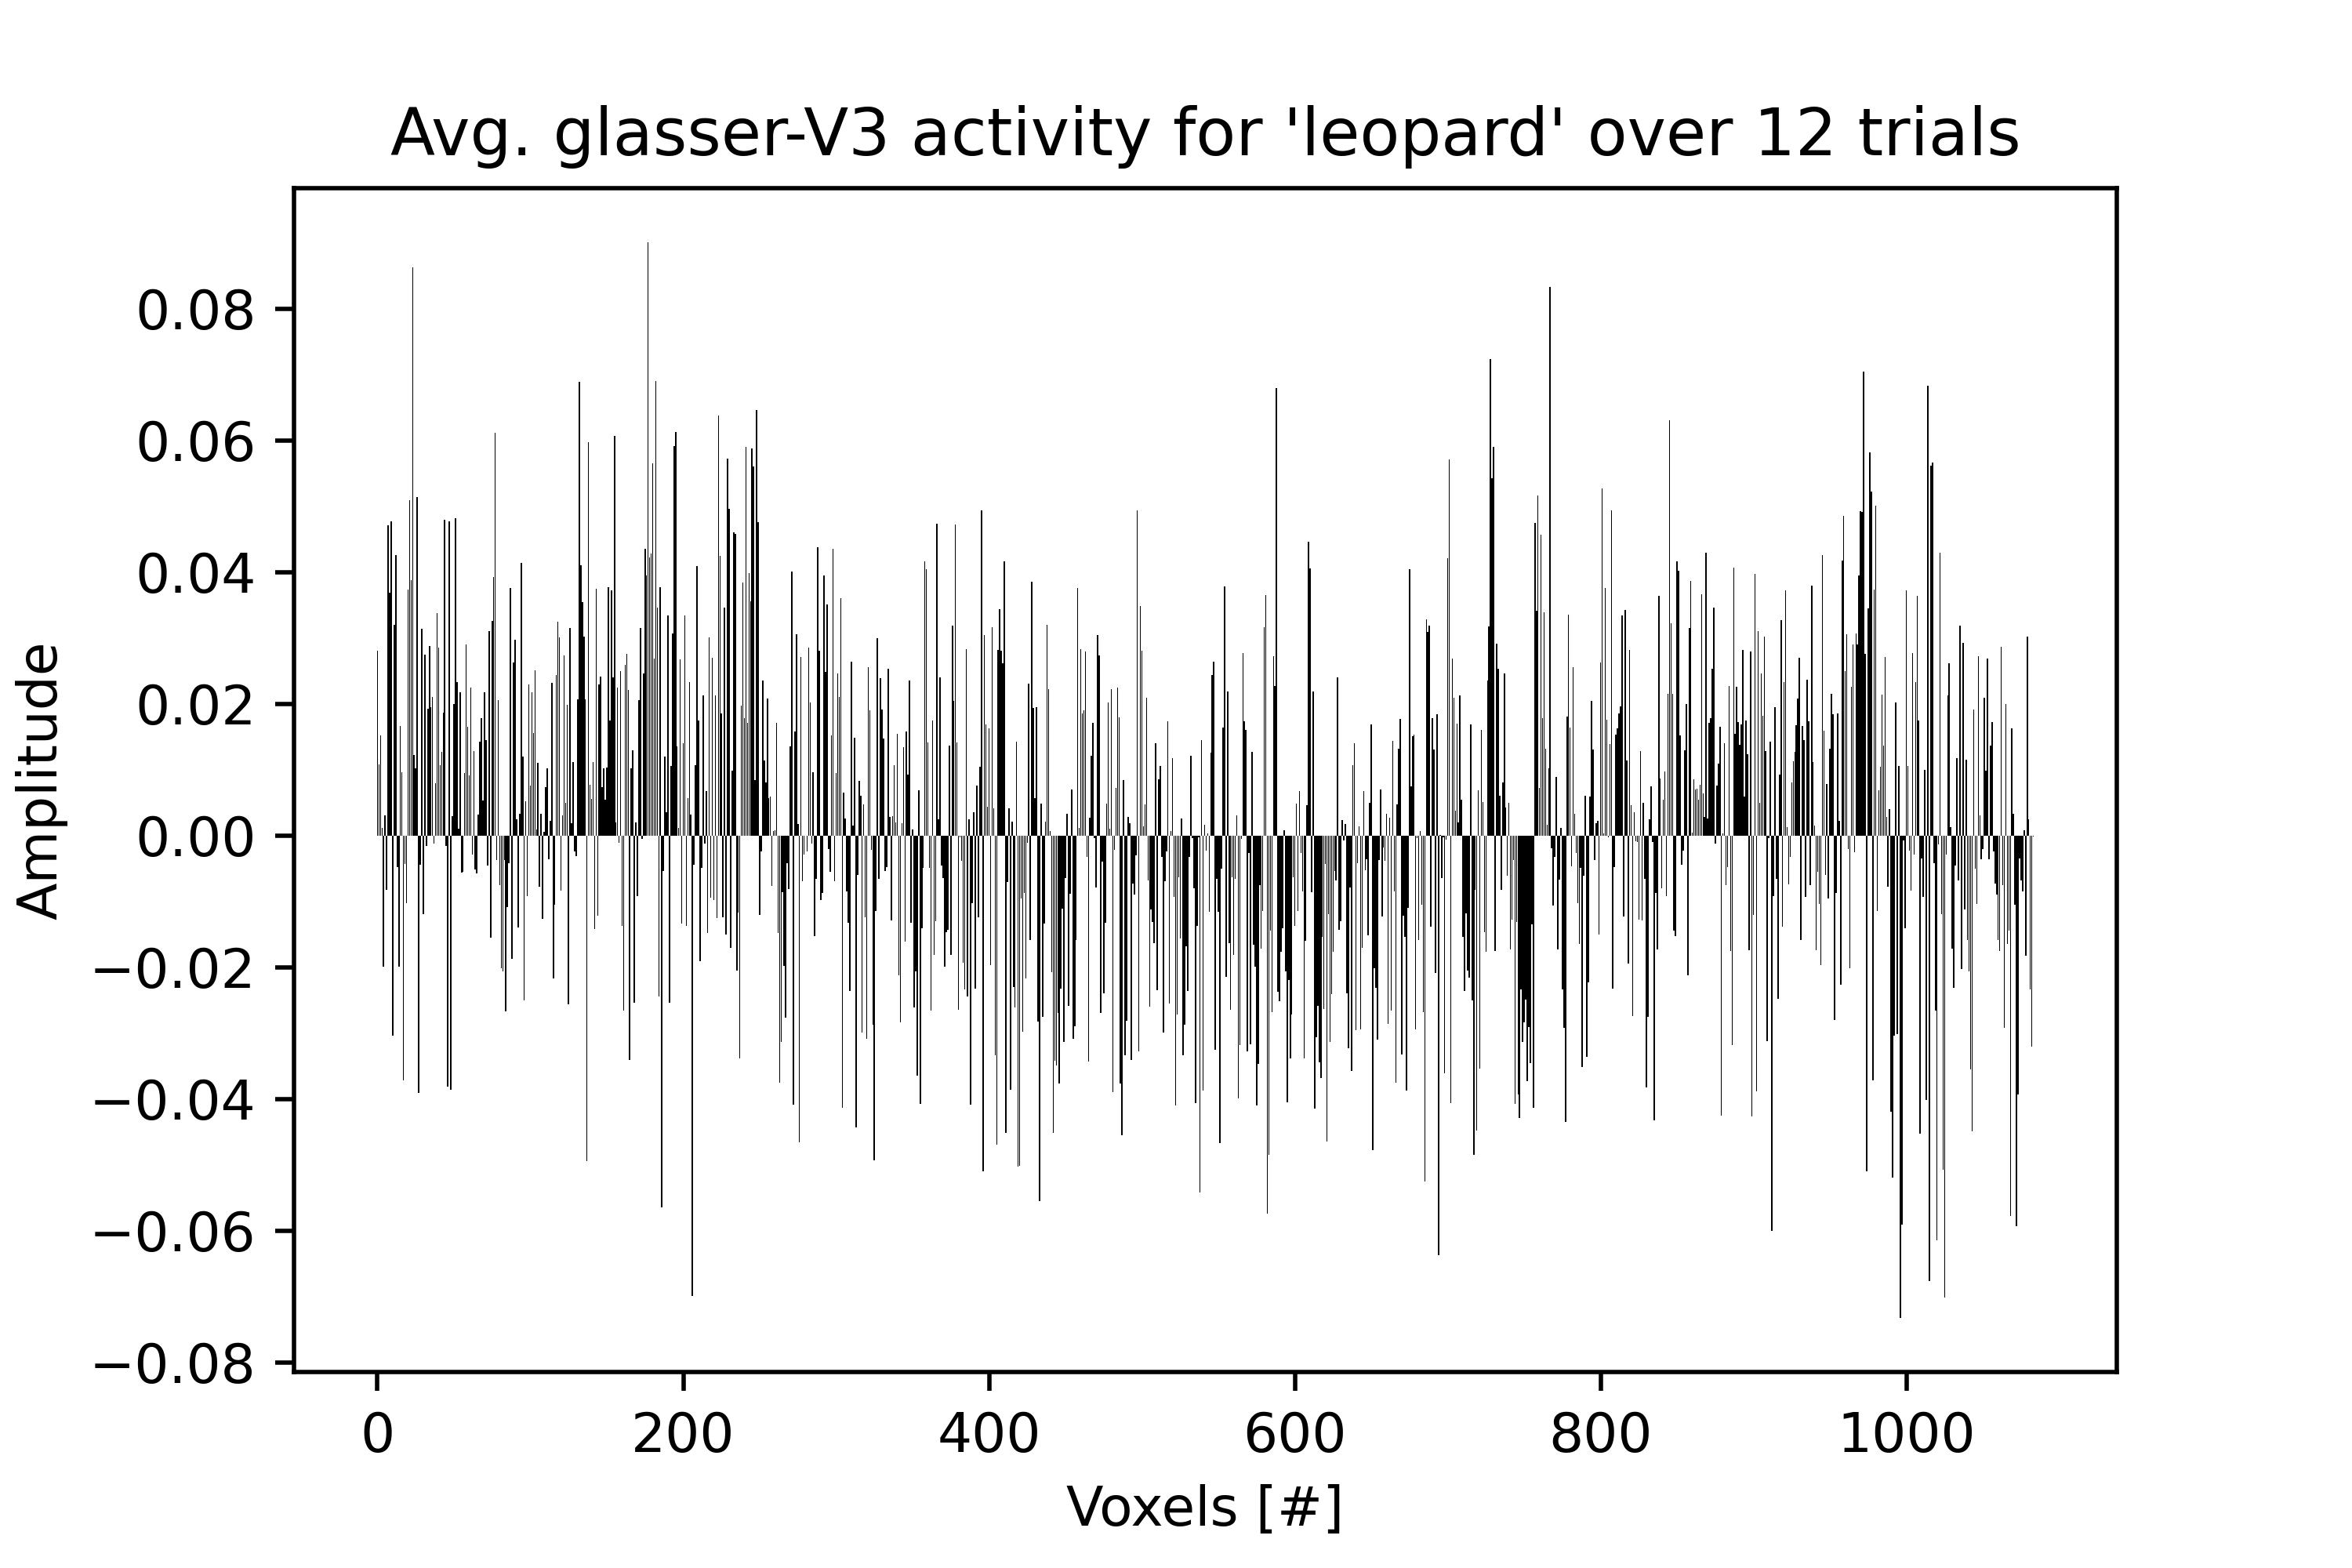 Avg. glasser-V3 activity for 'leopard' over 12 trials
0.08
0.06
0.04
0.02
0.00
−0.02
−0.04
−0.06
−0.08
Amplitude
0 200 400 600 800 1000
Voxels [#]